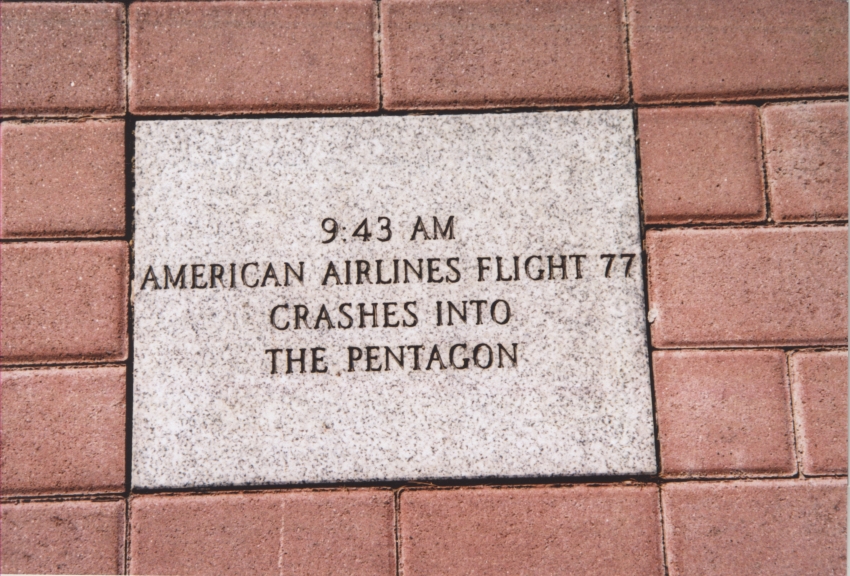 9:43 AM
AMERICAN AIRLINES FLIGHT 77
CRASHES INTO
THE PENTAGON